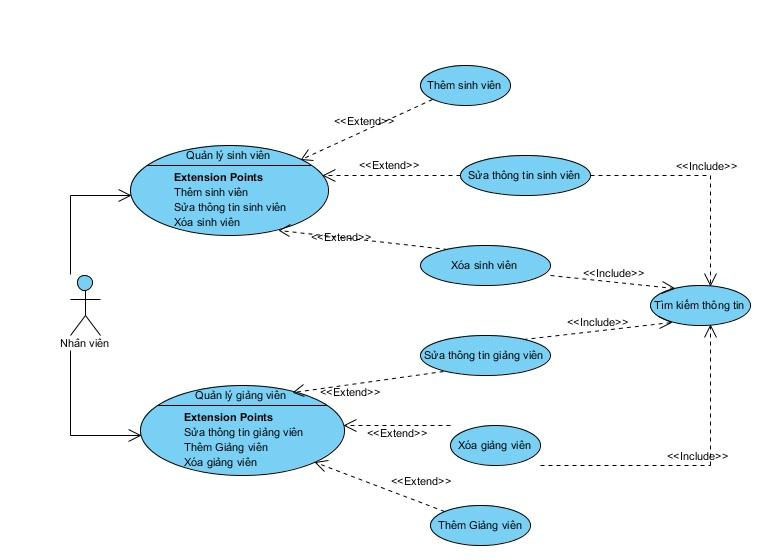 Thêm sinh viên
<<Extend>>
Quản lý sinh viên
Extension Points
Thêm sinh viên
Sửa thông tin sinh viên
Xóa sinh viên
<<Extend>>
Sửa thông tin sinh viên
<<Include>>
<<Extend>>
Xóa sinh viên
<<Include>>
Tìm kiếm thông tin
Nhân viên
<<Include>>
Sửa thông tin giảng viên
<<Extend>>
Quản lý giảng viên
Extension Points
Sửa thông tin giảng viên
Thêm Giảng viên
Xóa giảng viên
<<Extend>>
Xóa giảng viên
<<Include>>
<<Extend>>
Thêm Giảng viên